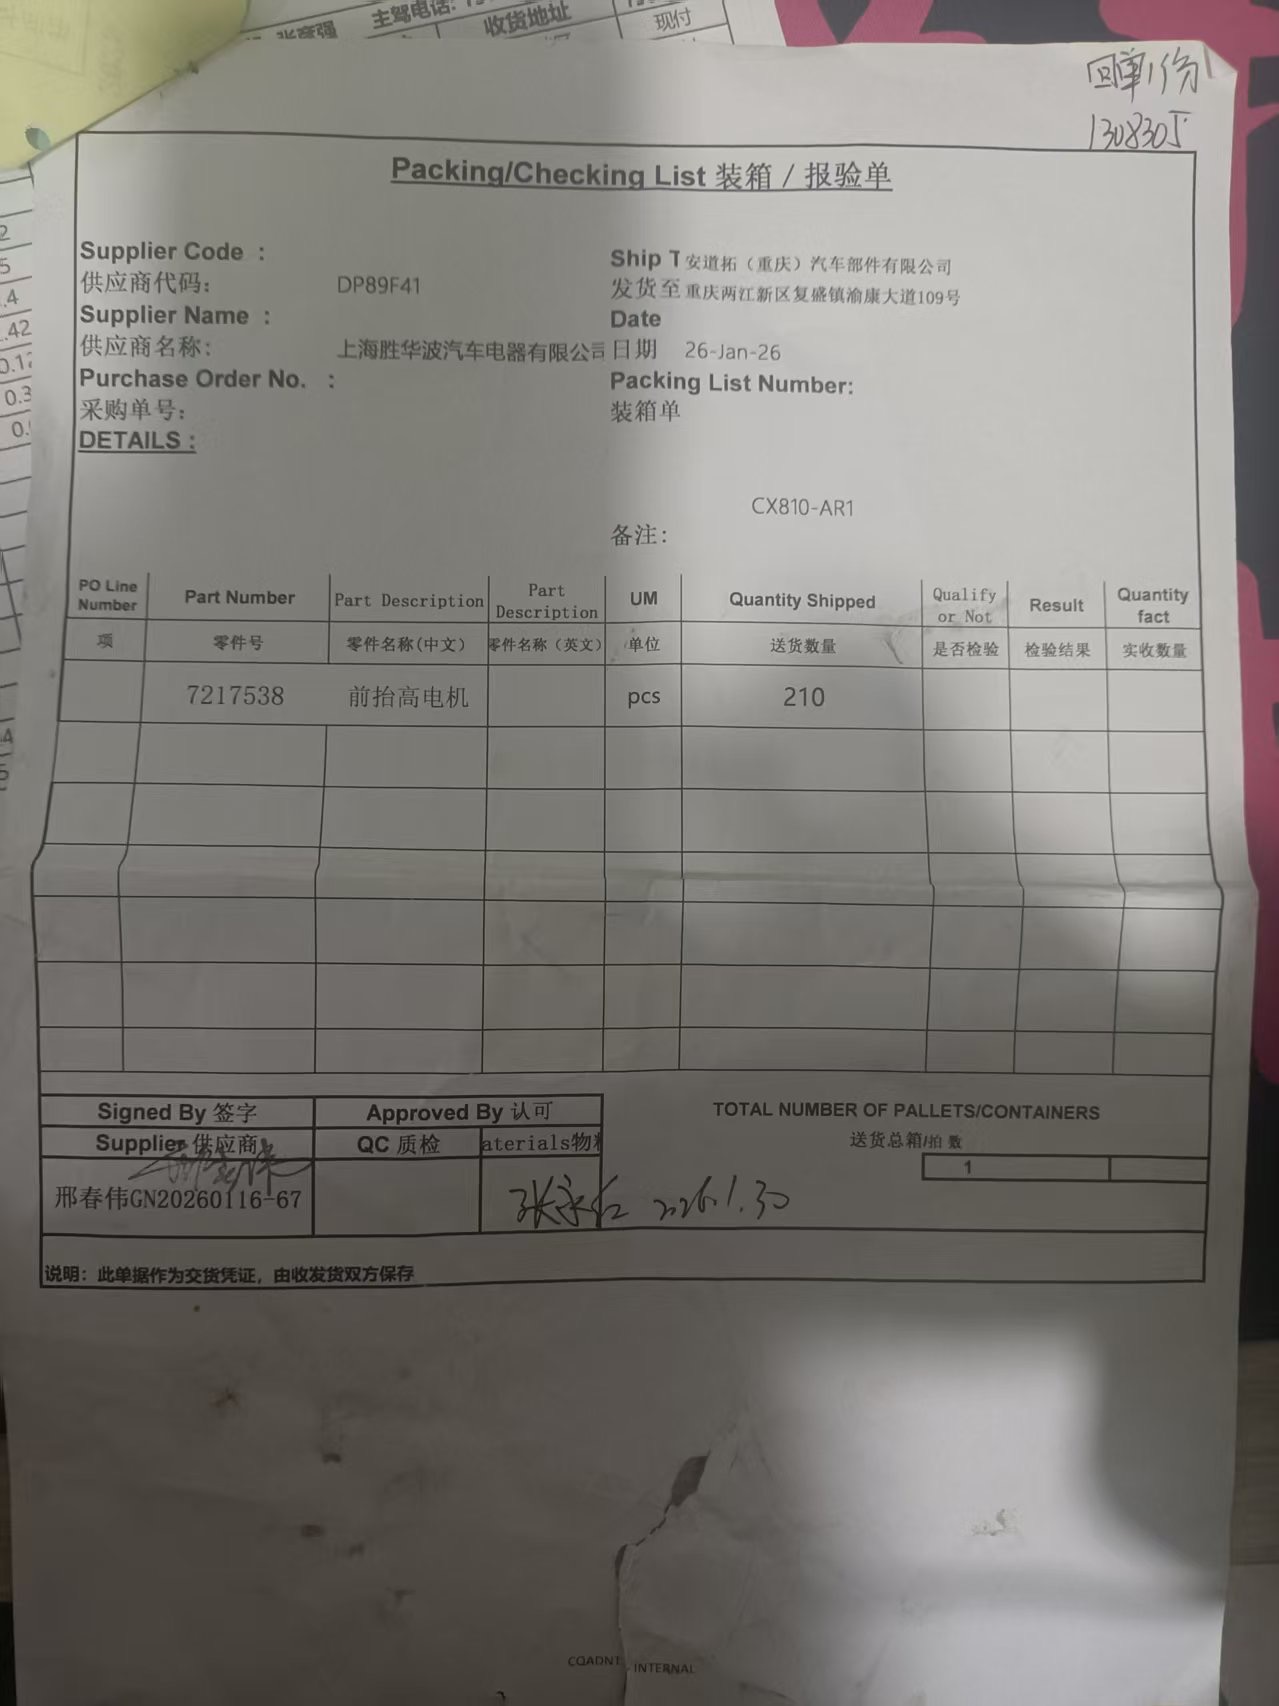 主驾电话:
收货地址
现付
回单1份
1308305
Packing/Checking List 装箱 / 报验单
Supplier Code :
供应商代码: DP89F41
Supplier Name :
供应商名称: 上海胜华波汽车电器有限公司
Purchase Order No. :
采购单号:
DETAILS :
Ship T 安道拓（重庆）汽车部件有限公司
发货至 重庆两江新区复盛镇渝康大道109号
Date
日期 26-Jan-26
Packing List Number:
装箱单
CX810-AR1
备注:
PO Line Number Part Number Part Description Part Description UM Quantity Shipped Qualify or Not Result Quantity fact
项 零件号 零件名称(中文) 零件名称（英文） 单位 送货数量 是否检验 检验结果 实收数量
7217538 前抬高电机 pcs 210
Signed By 签字 Approved By 认可
Supplier 供应商 QC 质检 aterials物料
邢春伟GN20260116-67
张永红 2026.1.30
TOTAL NUMBER OF PALLETS/CONTAINERS
送货总箱/拍 数
1
说明：此单据作为交货凭证，由收发货双方保存
CQADNT - INTERNAL